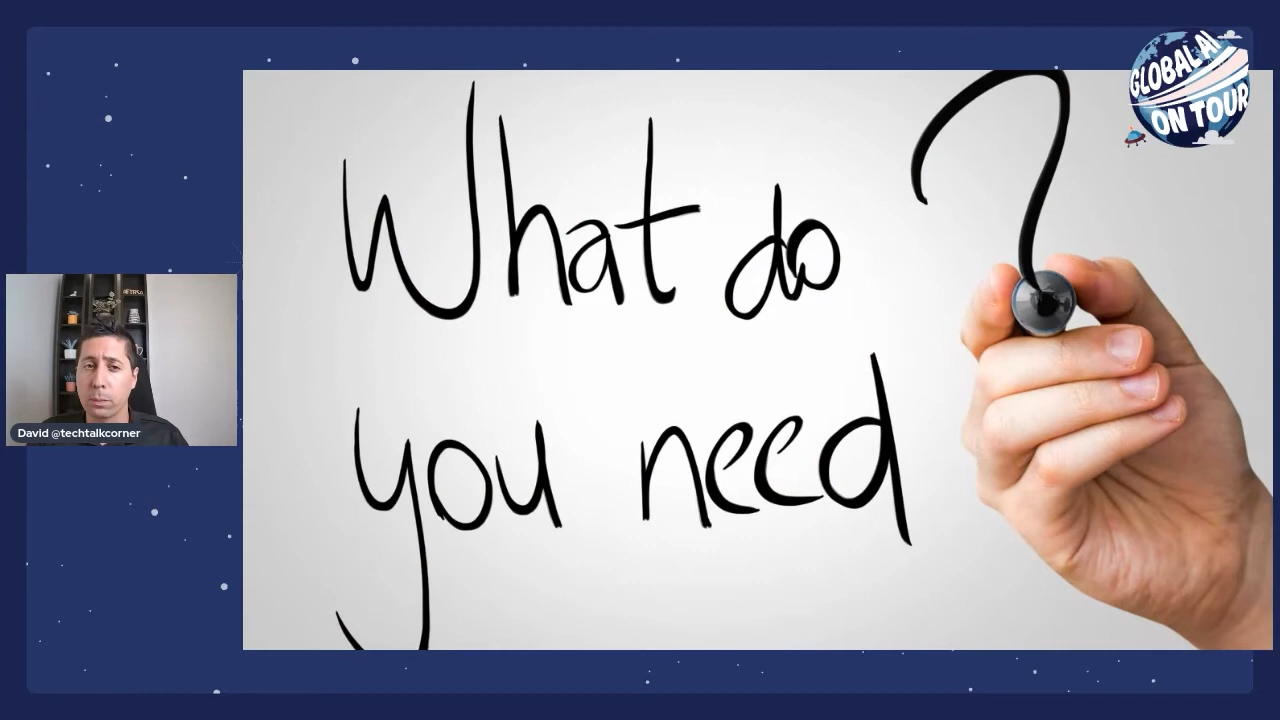 GLOBAL AI
ON TOUR
What do ?
you need
David @techtalkcorner